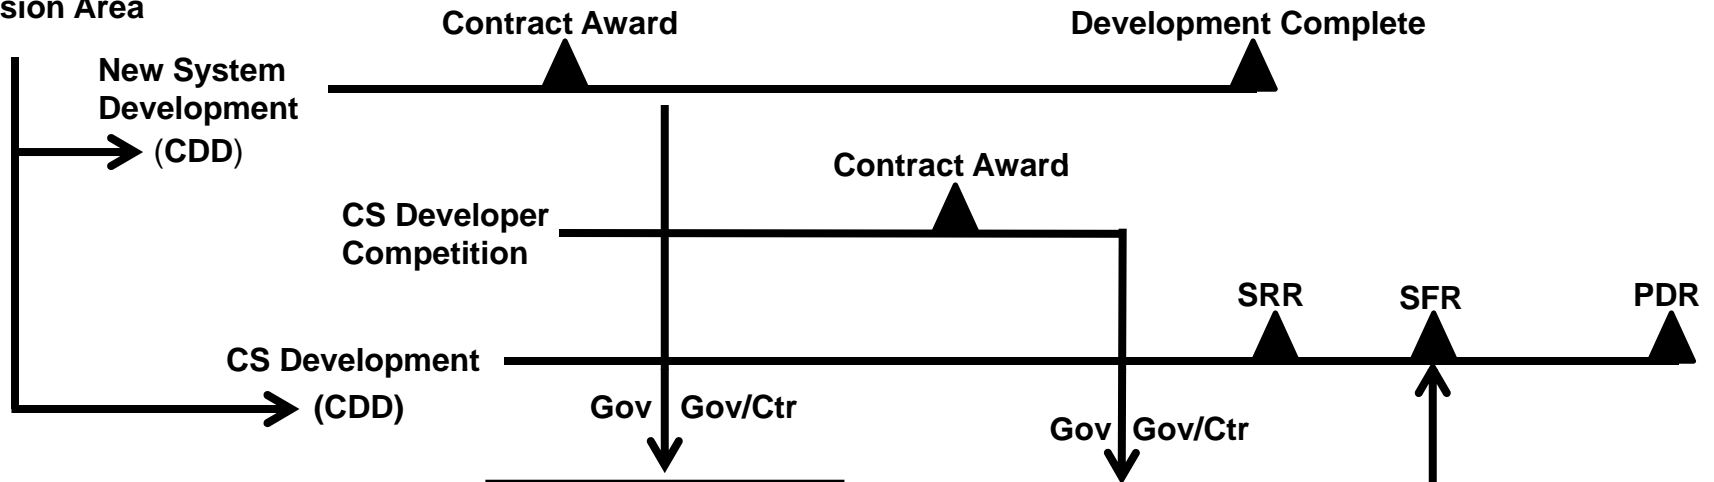 sion Area
Contract Award
Development Complete
New System
Development
(CDD)
Contract Award
CS Developer
Competition
SRR
SFR
PDR
CS Development
(CDD)
Gov
Gov/Ctr
Gov
Gov/Ctr